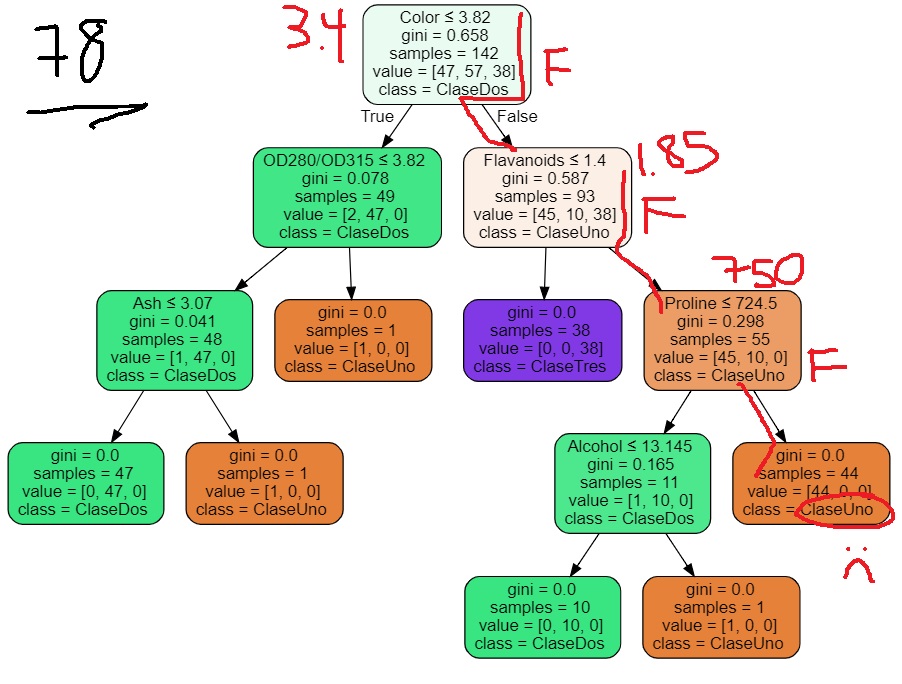 78
3.4
Color ≤ 3.82
gini = 0.658
samples = 142
value = [47, 57, 38]
class = ClaseDos
F
True
False
OD280/OD315 ≤ 3.82
gini = 0.078
samples = 49
value = [2, 47, 0]
class = ClaseDos
Flavanoids ≤ 1.4
gini = 0.587
samples = 93
value = [45, 10, 38]
class = ClaseUno
1.85
F
Ash ≤ 3.07
gini = 0.041
samples = 48
value = [1, 47, 0]
class = ClaseDos
gini = 0.0
samples = 1
value = [1, 0, 0]
class = ClaseUno
gini = 0.0
samples = 38
value = [0, 0, 38]
class = ClaseTres
750
Proline ≤ 724.5
gini = 0.298
samples = 55
value = [45, 10, 0]
class = ClaseUno
F
gini = 0.0
samples = 47
value = [0, 47, 0]
class = ClaseDos
gini = 0.0
samples = 1
value = [1, 0, 0]
class = ClaseUno
Alcohol ≤ 13.145
gini = 0.165
samples = 11
value = [1, 10, 0]
class = ClaseDos
gini = 0.0
samples = 44
value = [44, 0, 0]
class = ClaseUno
gini = 0.0
samples = 10
value = [0, 10, 0]
class = ClaseDos
gini = 0.0
samples = 1
value = [1, 0, 0]
class = ClaseUno